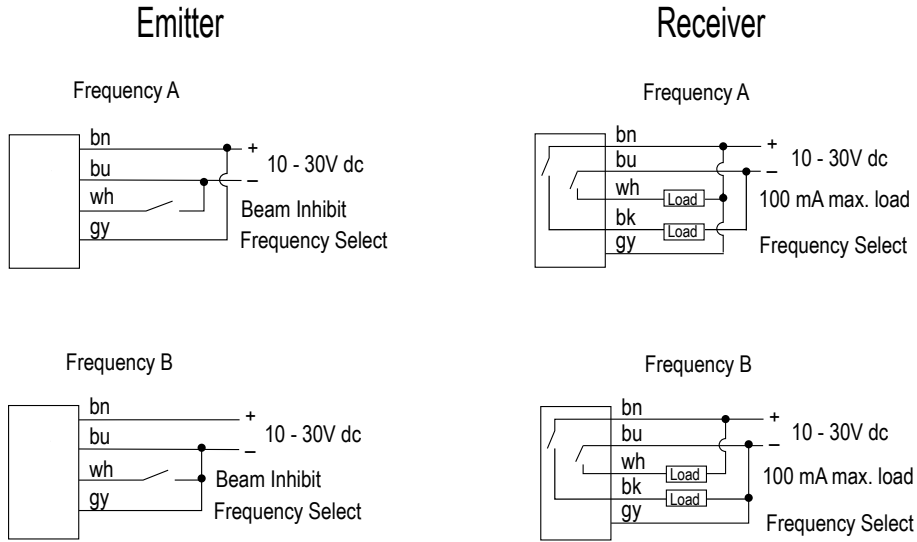 Emitter
Receiver
Frequency A
bn
bu
wh
gy
+
–
10 - 30V dc
Beam Inhibit
Frequency Select
Frequency A
bn
bu
wh
bk
gy
Load
Load
+
–
10 - 30V dc
100 mA max. load
Frequency Select
Frequency B
bn
bu
wh
gy
+
–
10 - 30V dc
Beam Inhibit
Frequency Select
Frequency B
bn
bu
wh
bk
gy
Load
Load
+
–
10 - 30V dc
100 mA max. load
Frequency Select